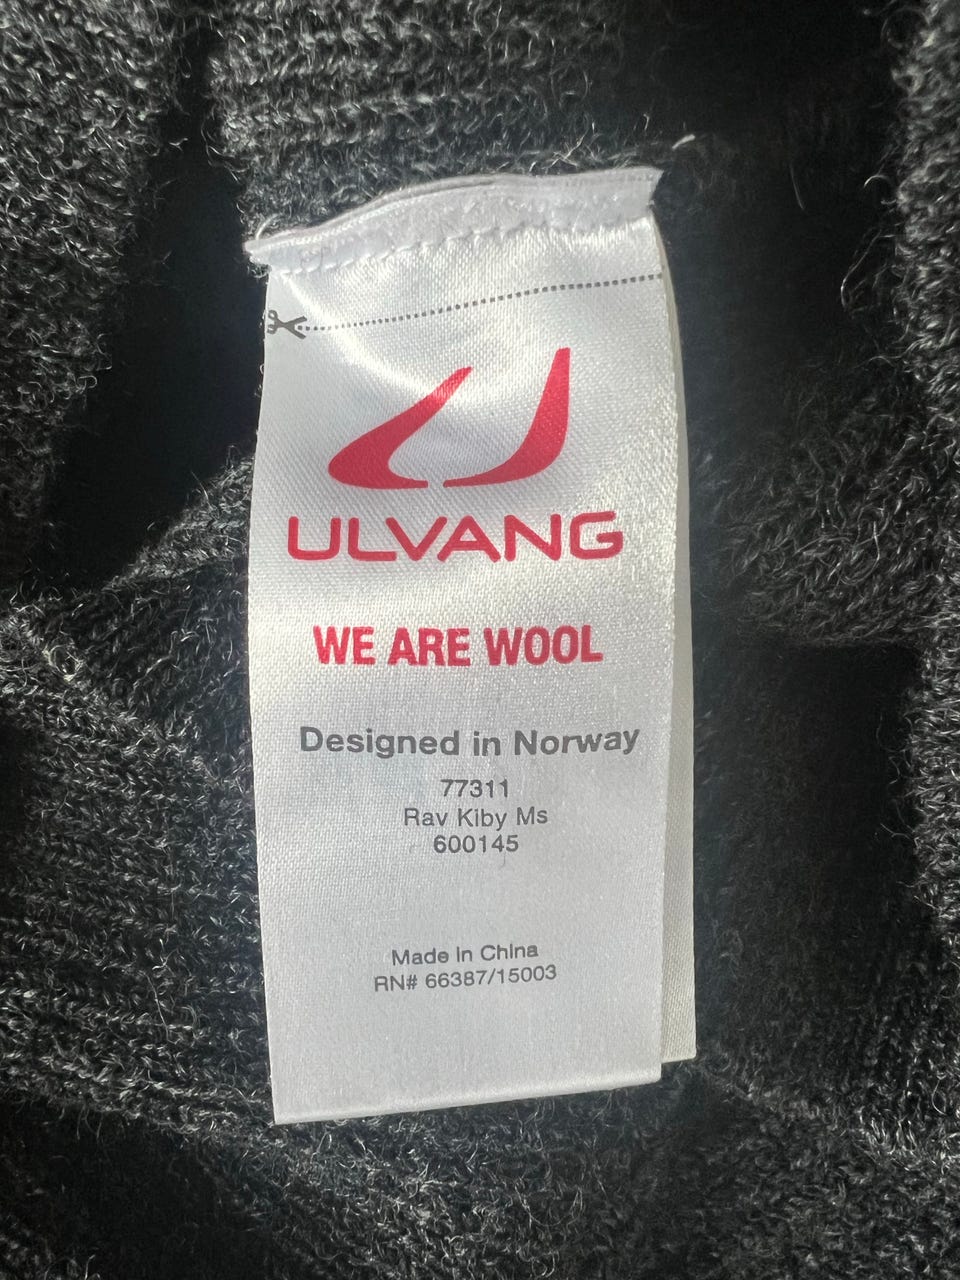 ULVANG
WE ARE WOOL
Designed in Norway
77311
Rav Kiby Ms
600145
Made in China
RN# 66387/15003